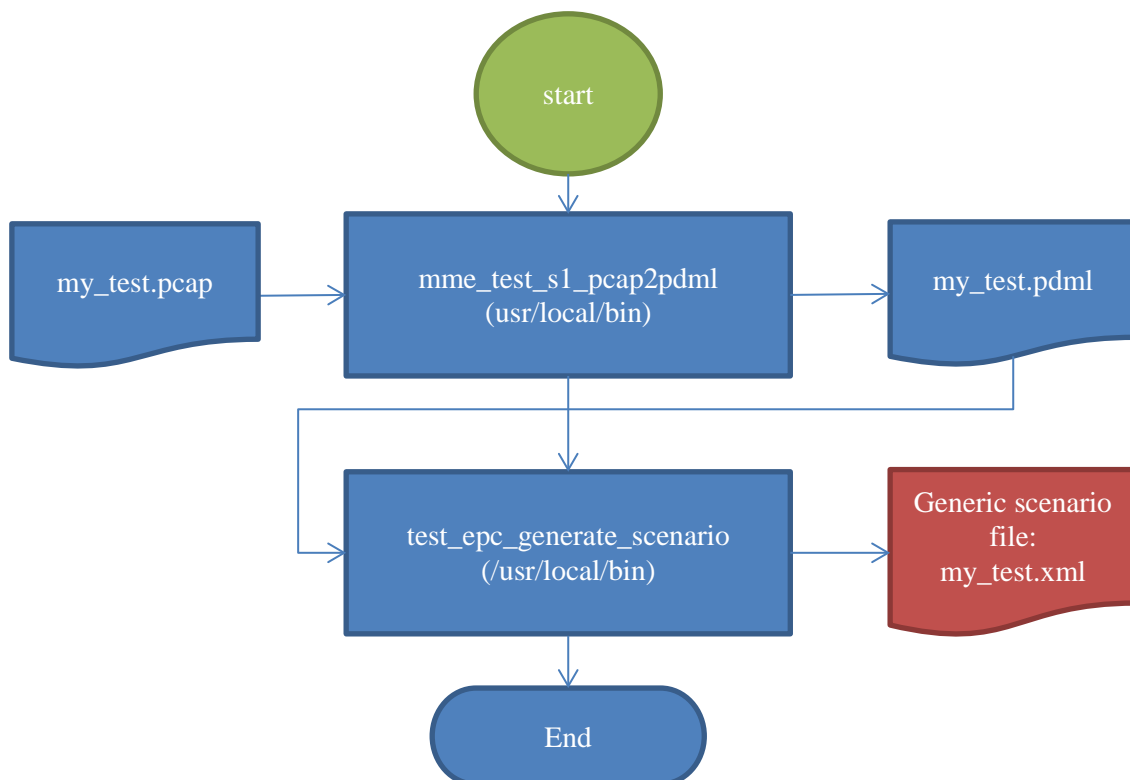 start
my_test.pcap
mme_test_s1_pcap2pdml
(usr/local/bin)
my_test.pdml
test_epc_generate_scenario
(/usr/local/bin)
Generic scenario
file:
my_test.xml
End